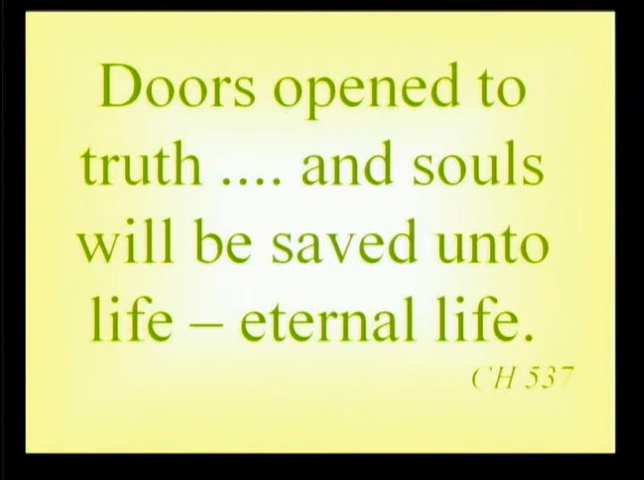 Doors opened to
truth .... and souls
will be saved unto
life – eternal life.
CH 537